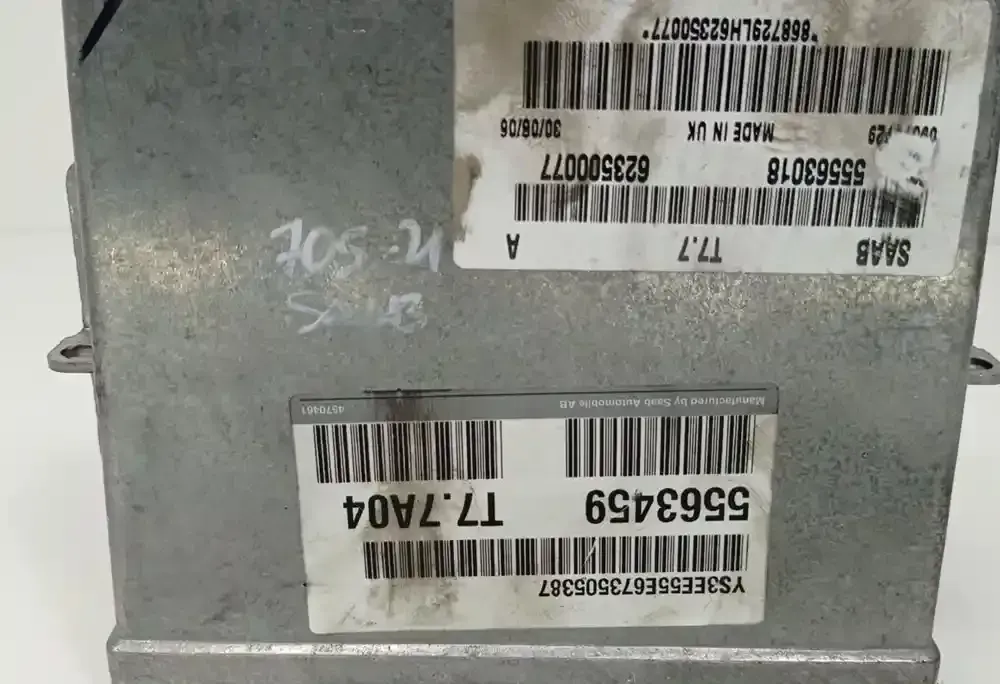 YS3EE55E673505387
5563459 T7.7A04
Manufactured by Saab Automobile AB 4570461
SAAB T7.7 A
55563018 623500077
MADE IN UK 30/08/06
*868729LH62350077*